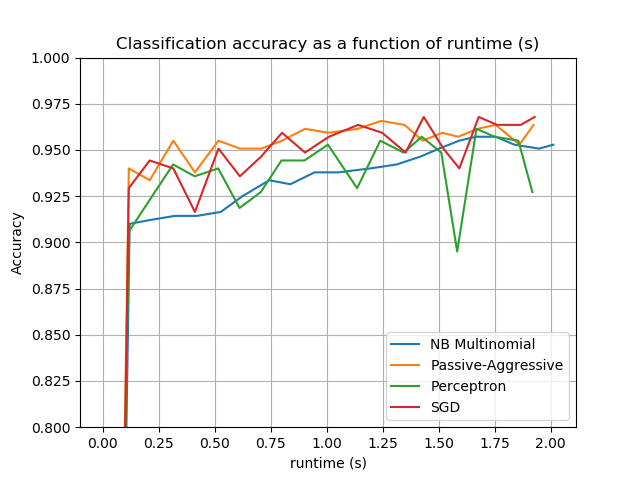 Classification accuracy as a function of runtime (s)
1.000
0.975
0.950
0.925
0.900
0.875
0.850
0.825
0.800
Accuracy
NB Multinomial
Passive-Aggressive
Perceptron
SGD
0.00 0.25 0.50 0.75 1.00 1.25 1.50 1.75 2.00
runtime (s)